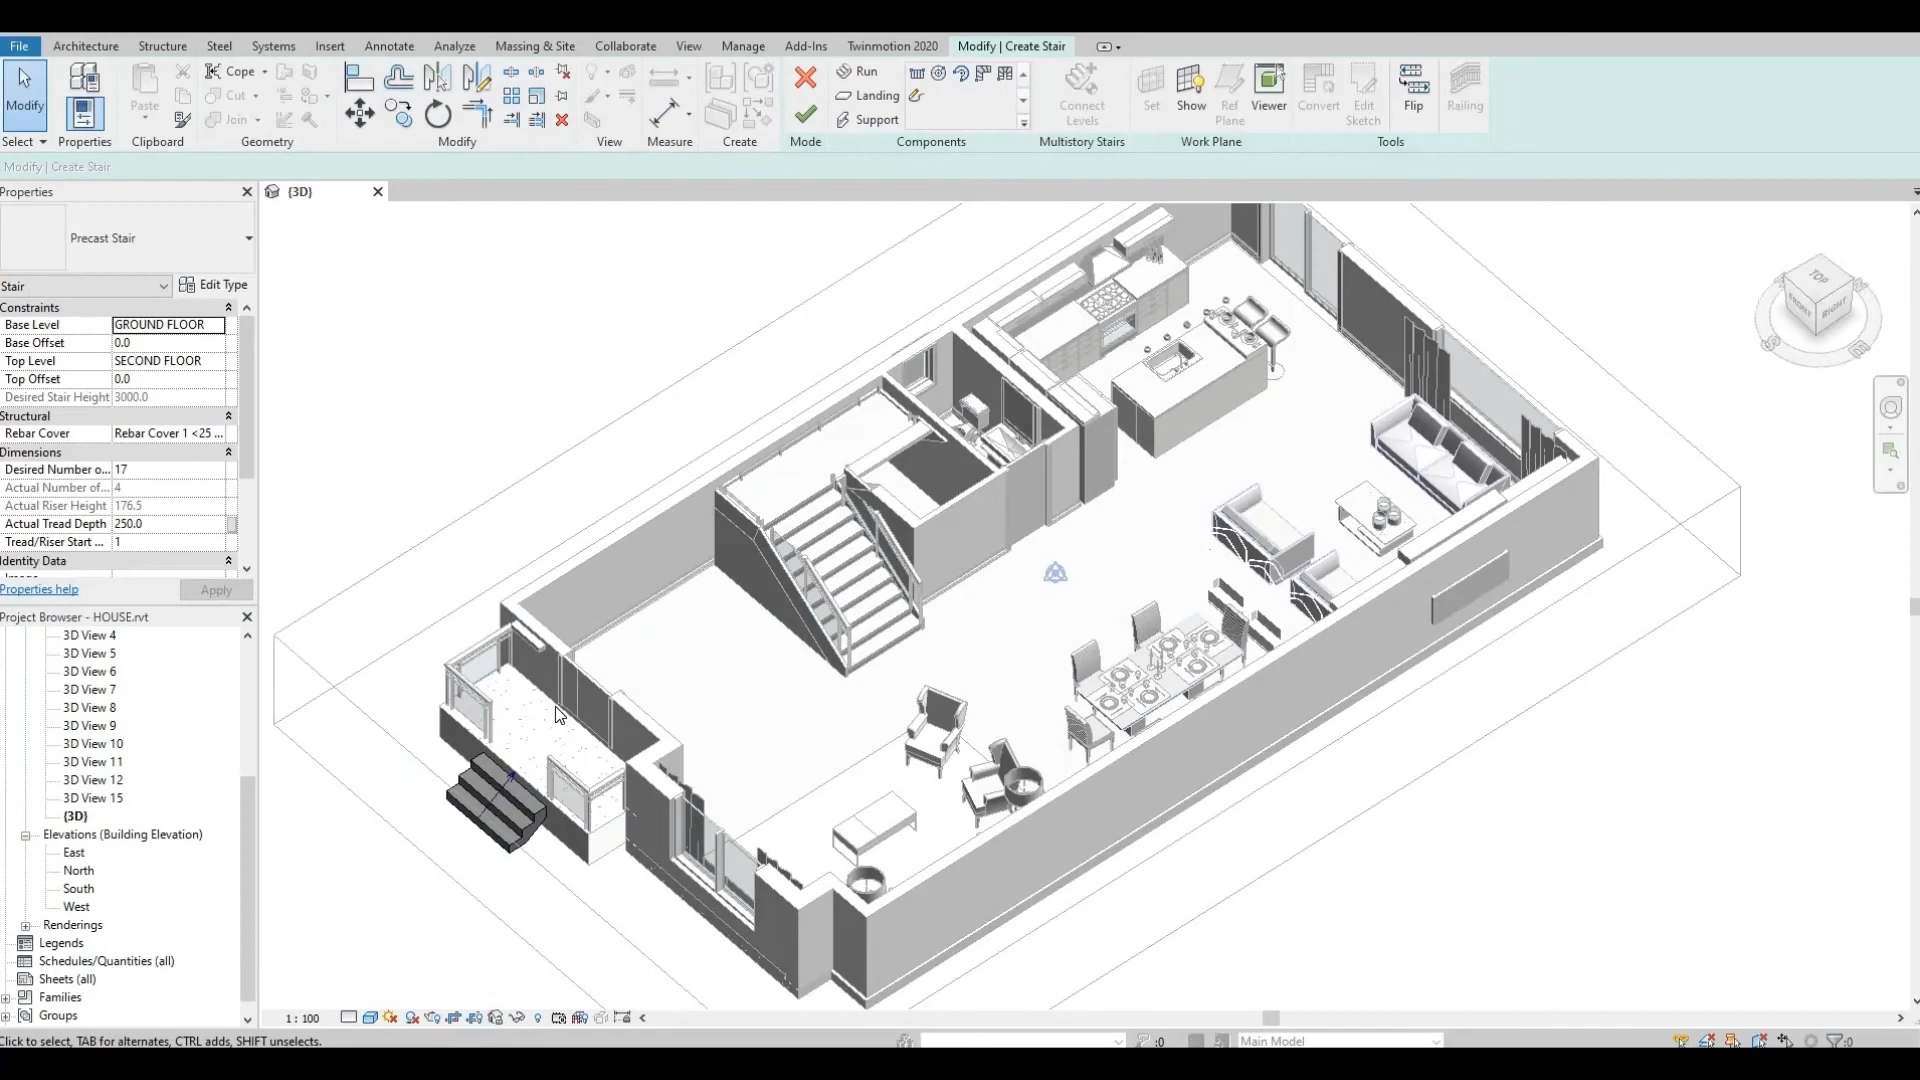 File Architecture Structure Steel Systems Insert Annotate Analyze Massing & Site Collaborate View Manage Add-Ins Twinmotion 2020 Modify | Create Stair
Modify
Paste
Cope
Cut
Join
Run
Landing
Support
Connect
Levels
Set
Show
Ref
Plane
Viewer
Convert
Edit
Sketch
Flip
Railing
Select Properties Clipboard Geometry Modify View Measure Create Mode Components Multistory Stairs Work Plane Tools
Modify | Create Stair
Properties
{3D}
Precast Stair
Stair
Edit Type
Constraints
Base Level GROUND FLOOR
Base Offset 0.0
Top Level SECOND FLOOR
Top Offset 0.0
Desired Stair Height 3000.0
Structural
Rebar Cover Rebar Cover 1 <25 ...
Dimensions
Desired Number o... 17
Actual Number of... 4
Actual Riser Height 176.5
Actual Tread Depth 250.0
Tread/Riser Start ... 1
Identity Data
Properties help
Apply
Project Browser - HOUSE.rvt
3D View 4
3D View 5
3D View 6
3D View 7
3D View 8
3D View 9
3D View 10
3D View 11
3D View 12
3D View 15
{3D}
Elevations (Building Elevation)
East
North
South
West
Renderings
Legends
Schedules/Quantities (all)
Sheets (all)
Families
Groups
TOP
FRONT
RIGHT
1 : 100
Click to select, TAB for alternates, CTRL adds, SHIFT unselects.
:0
Main Model
:0